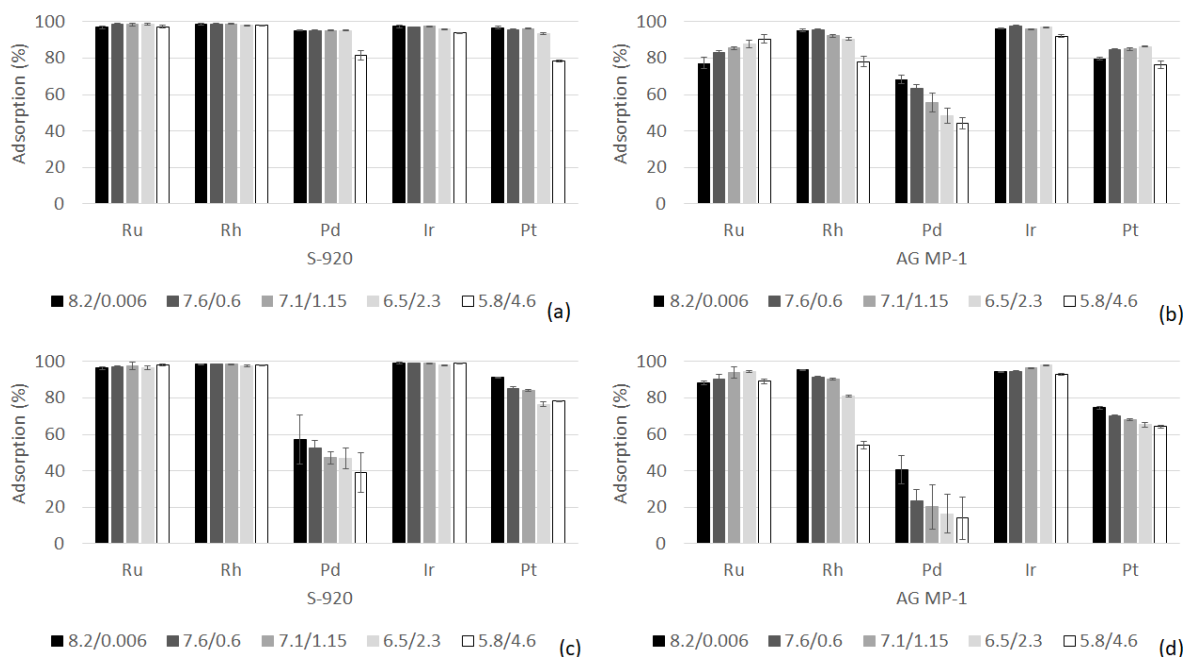 Adsorption (%)
100
80
60
40
20
0
Ru Rh Pd Ir Pt
S-920
8.2/0.006 7.6/0.6 7.1/1.15 6.5/2.3 5.8/4.6
(a)
Adsorption (%)
100
80
60
40
20
0
Ru Rh Pd Ir Pt
AG MP-1
8.2/0.006 7.6/0.6 7.1/1.15 6.5/2.3 5.8/4.6
(b)
Adsorption (%)
100
80
60
40
20
0
Ru Rh Pd Ir Pt
S-920
8.2/0.006 7.6/0.6 7.1/1.15 6.5/2.3 5.8/4.6
(c)
Adsorption (%)
100
80
60
40
20
0
Ru Rh Pd Ir Pt
AG MP-1
8.2/0.006 7.6/0.6 7.1/1.15 6.5/2.3 5.8/4.6
(d)